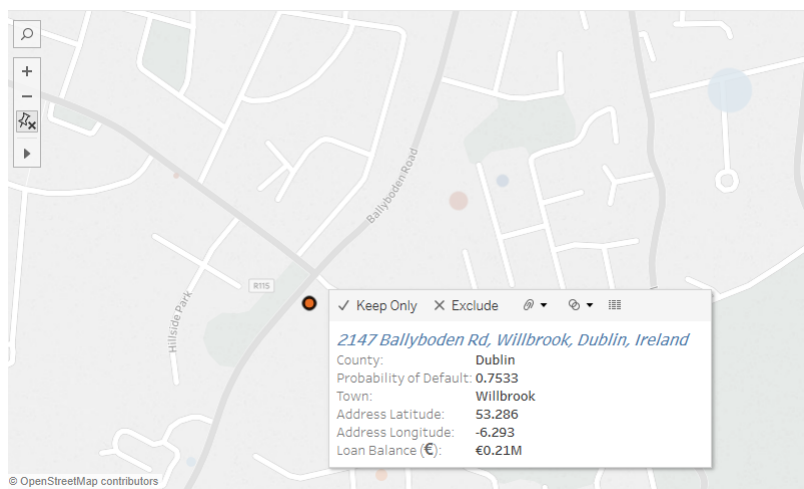 Ballyboden Road
R115
Hillside Park
Keep Only Exclude
2147 Ballyboden Rd, Willbrook, Dublin, Ireland
County: Dublin
Probability of Default: 0.7533
Town: Willbrook
Address Latitude: 53.286
Address Longitude: -6.293
Loan Balance (€): €0.21M
© OpenStreetMap contributors